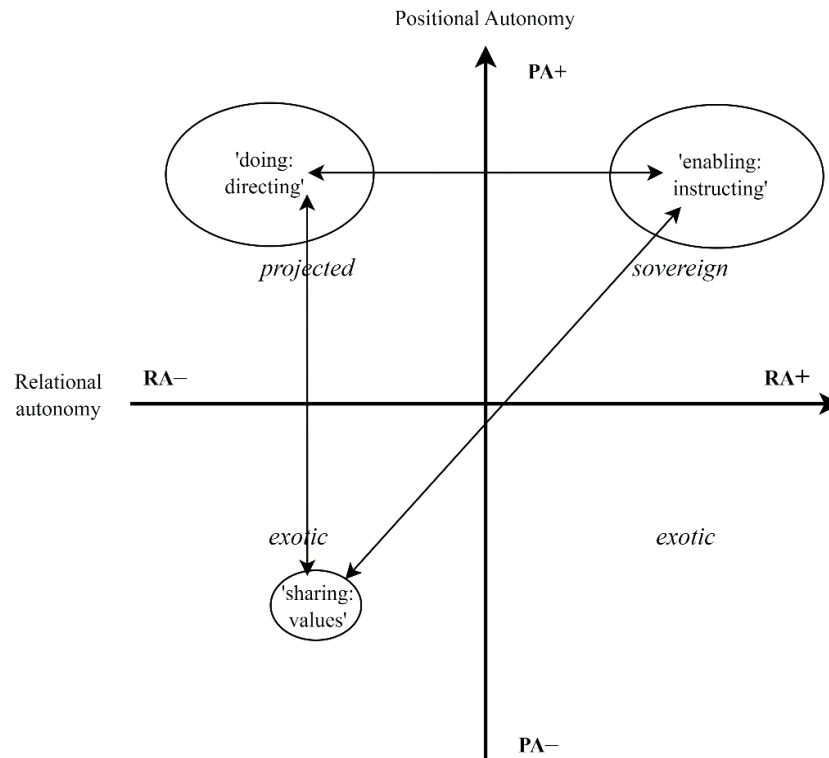 Positional Autonomy
PA+
'doing:
directing'
'enabling:
instructing'
projected
sovereign
Relational
autonomy
RA−
RA+
exotic
exotic
'sharing:
values'
PA−